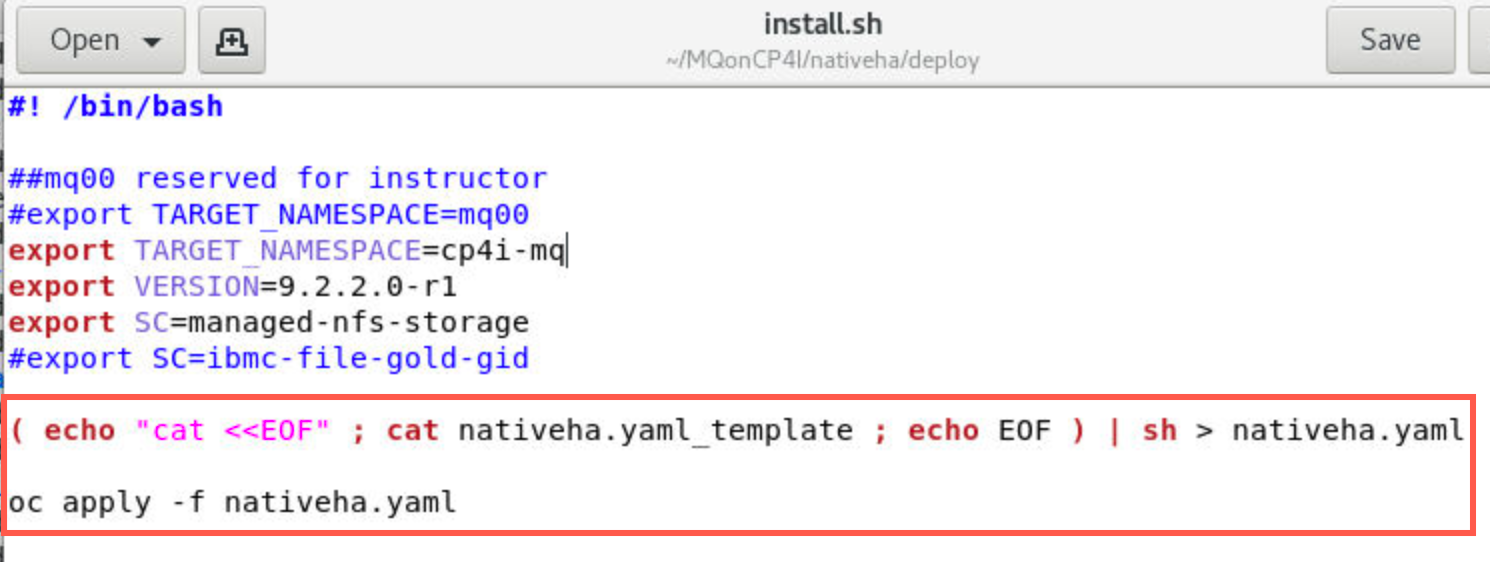 Open
install.sh
Save
~/MQonCP4I/nativeha/deploy
#! /bin/bash
##mq00 reserved for instructor
#export TARGET_NAMESPACE=mq00
export TARGET_NAMESPACE=cp4i-mq
export VERSION=9.2.2.0-r1
export SC=managed-nfs-storage
#export SC=ibmc-file-gold-gid
( echo "cat <<EOF" ; cat nativeha.yaml_template ; echo EOF ) | sh > nativeha.yaml
oc apply -f nativeha.yaml